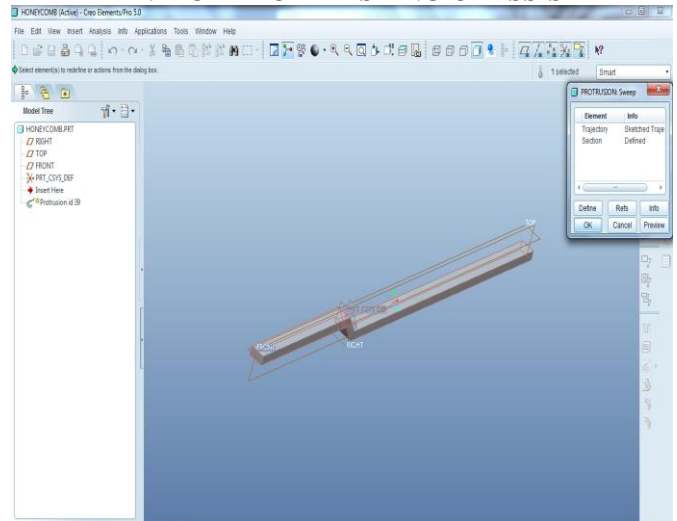 HONEYCOMB (Active) - Creo Elements/Pro 5.0
File Edit View Insert Analysis Info Applications Tools Window Help
Select element(s) to redefine or actions from the dialog box.
1 selected
Smart
Model Tree
HONEYCOMB.PRT
RIGHT
TOP
FRONT
PRT_CSYS_DEF
Insert Here
Protrusion id 39
PROTRUSION: Sweep
Element Info
Trajectory Sketched Traje
Section Defined
Define Refs Info
OK Cancel Preview
TOP
PRT_CSYS_DEF
FRONT
RIGHT